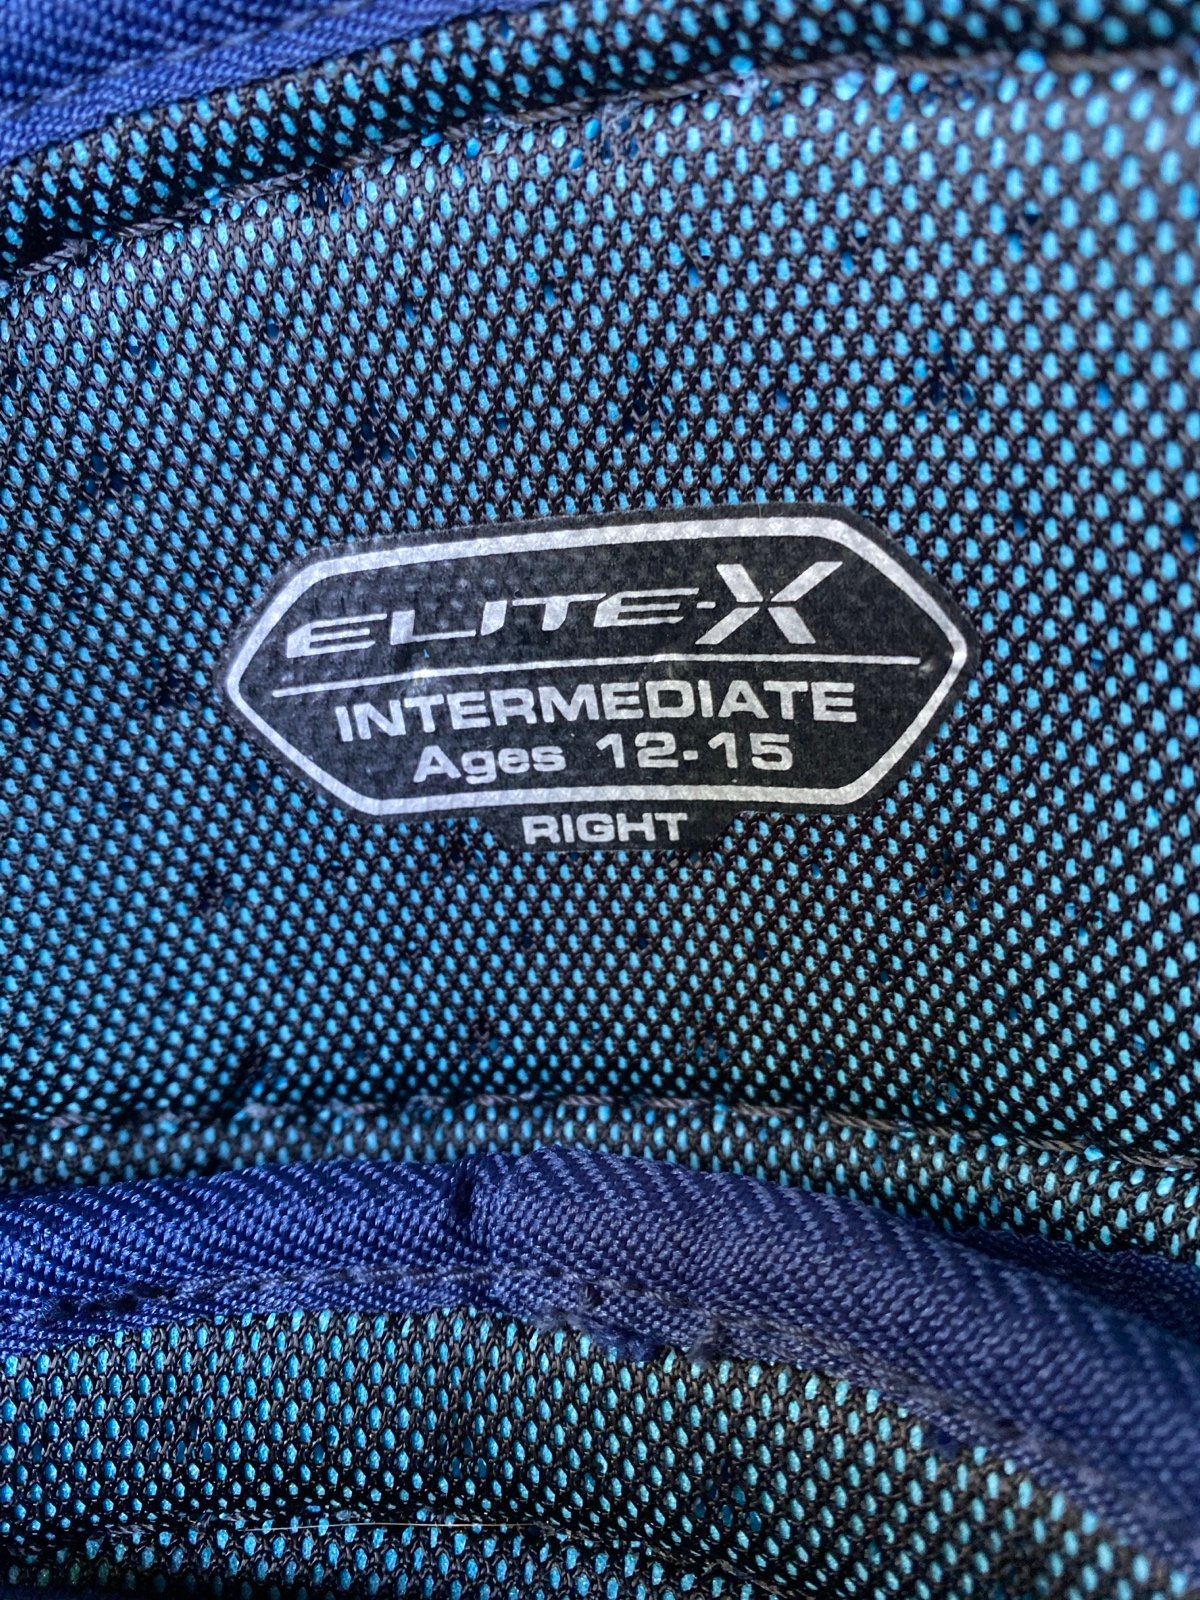 ELITE-X
INTERMEDIATE
Ages 12-15
RIGHT